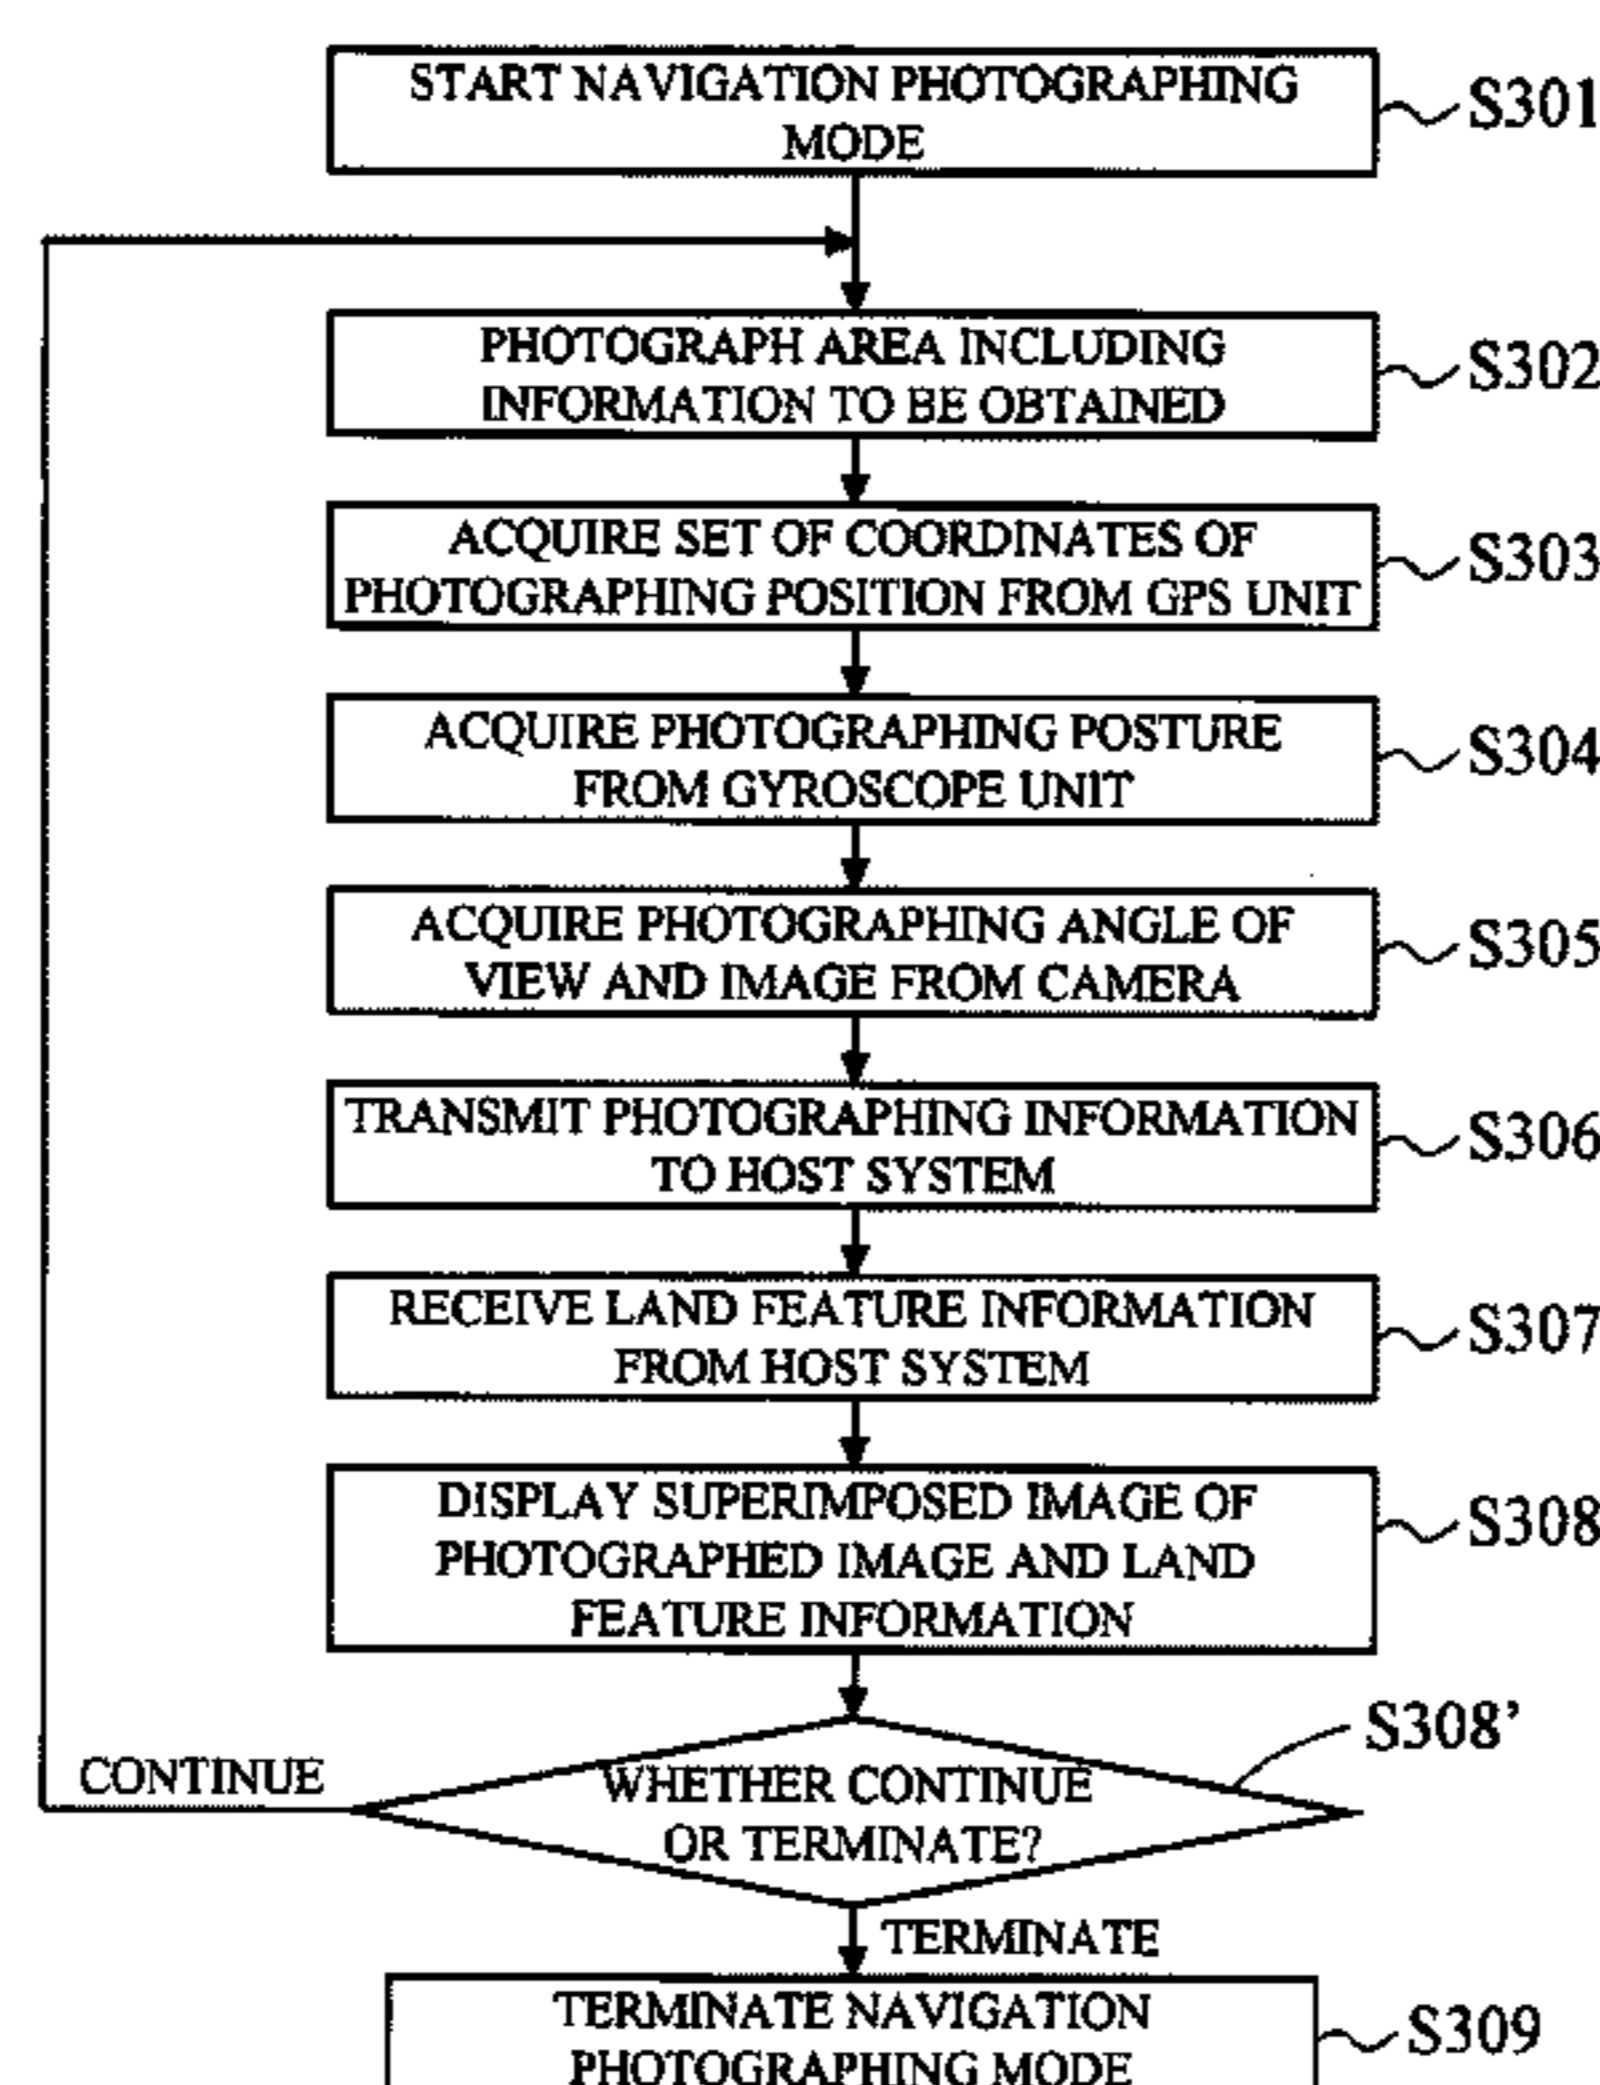 START NAVIGATION PHOTOGRAPHING
MODE
S301
PHOTOGRAPH AREA INCLUDING
INFORMATION TO BE OBTAINED
S302
ACQUIRE SET OF COORDINATES OF
PHOTOGRAPHING POSITION FROM GPS UNIT
S303
ACQUIRE PHOTOGRAPHING POSTURE
FROM GYROSCOPE UNIT
S304
ACQUIRE PHOTOGRAPHING ANGLE OF
VIEW AND IMAGE FROM CAMERA
S305
TRANSMIT PHOTOGRAPHING INFORMATION
TO HOST SYSTEM
S306
RECEIVE LAND FEATURE INFORMATION
FROM HOST SYSTEM
S307
DISPLAY SUPERIMPOSED IMAGE OF
PHOTOGRAPHED IMAGE AND LAND
FEATURE INFORMATION
S308
S308’
CONTINUE
WHETHER CONTINUE
OR TERMINATE?
TERMINATE
TERMINATE NAVIGATION
PHOTOGRAPHING MODE
S309